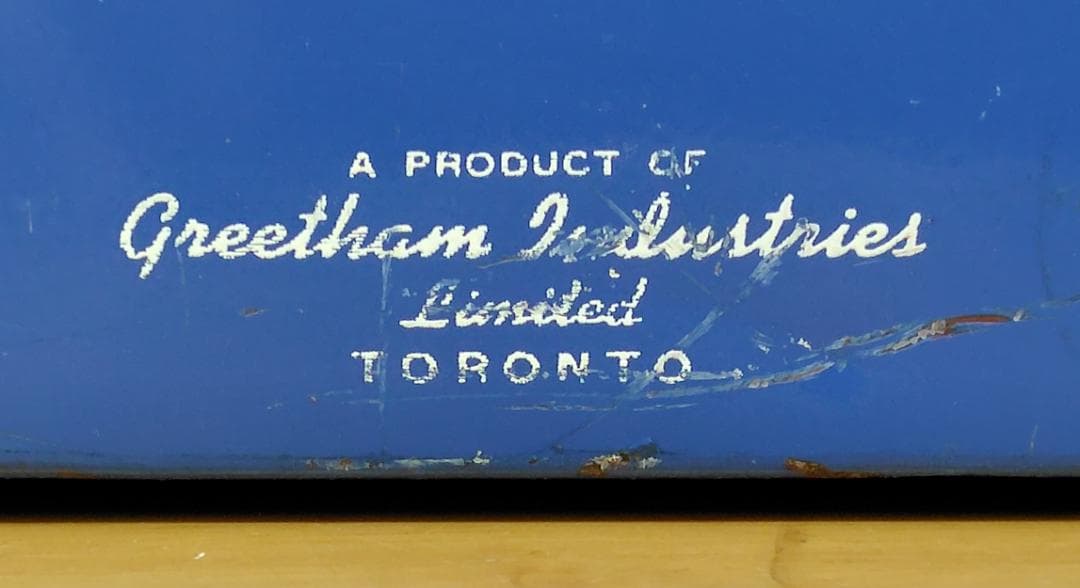 A PRODUCT OF
Greetham Industries
Limited
TORONTO